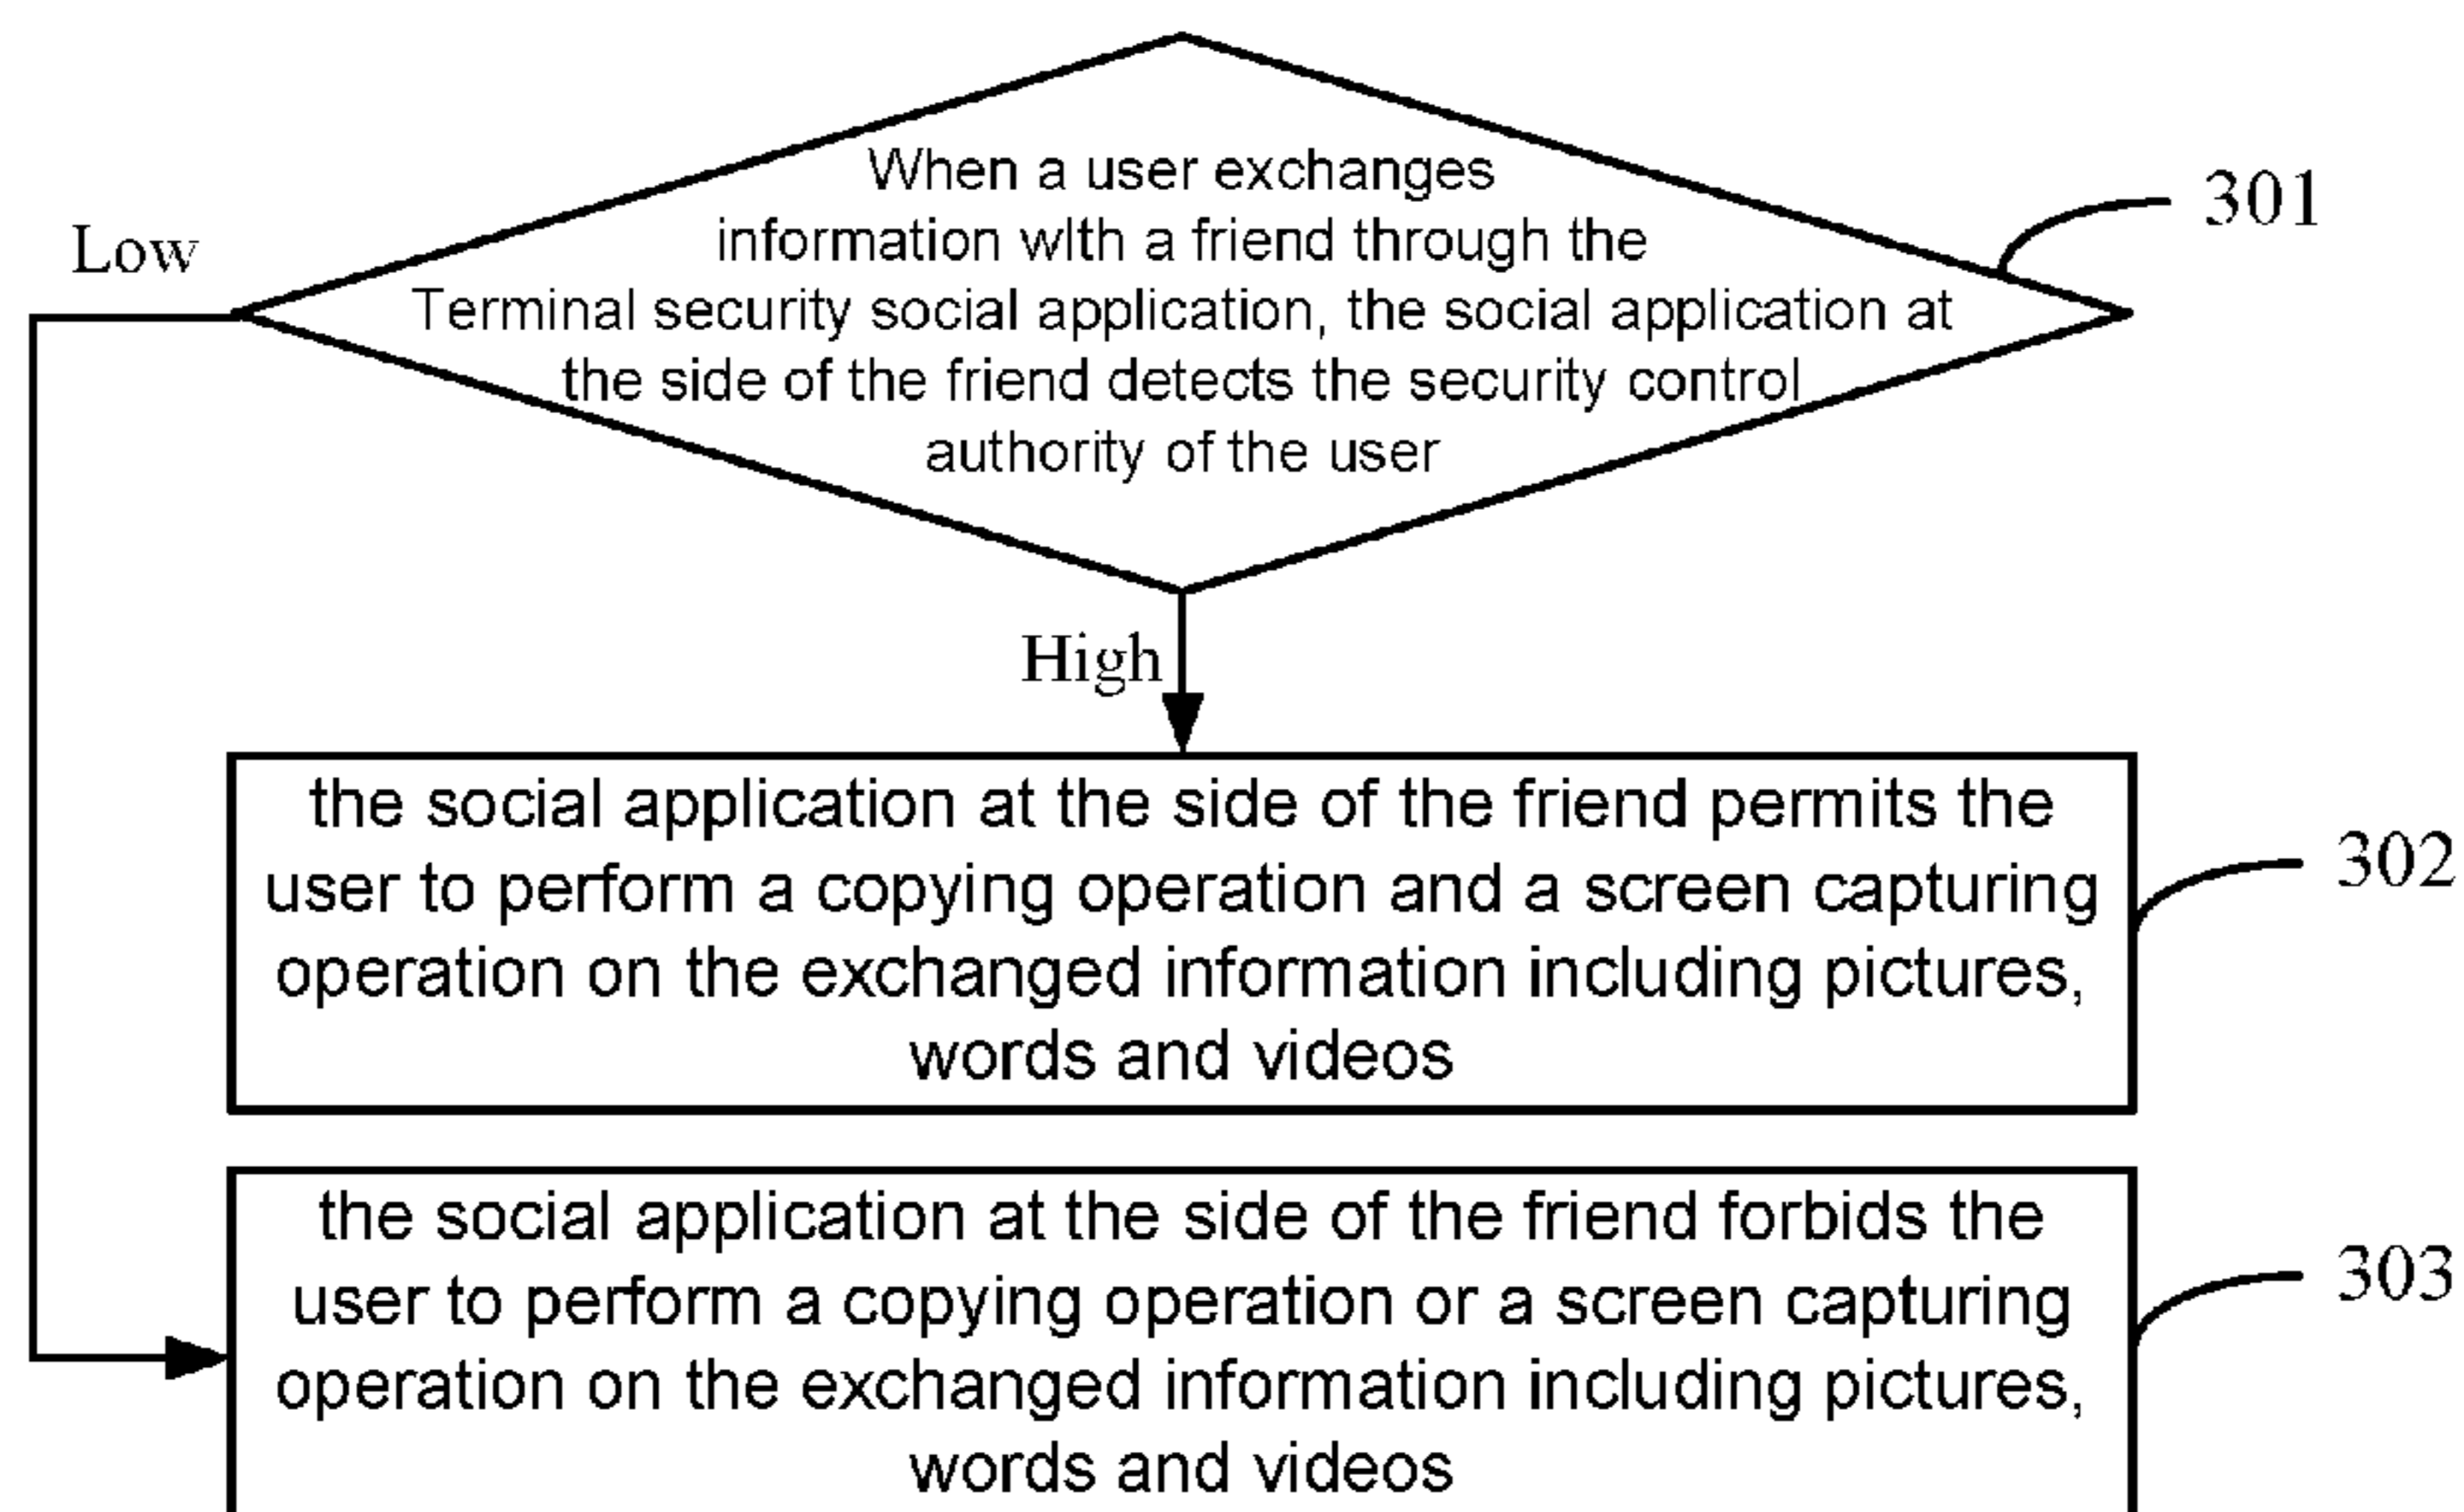 When a user exchanges
information with a friend through the
Terminal security social application, the social application at
the side of the friend detects the security control
authority of the user
301
Low
High
the social application at the side of the friend permits the
user to perform a copying operation and a screen capturing
operation on the exchanged information including pictures,
words and videos
302
the social application at the side of the friend forbids the
user to perform a copying operation or a screen capturing
operation on the exchanged information including pictures,
words and videos
303